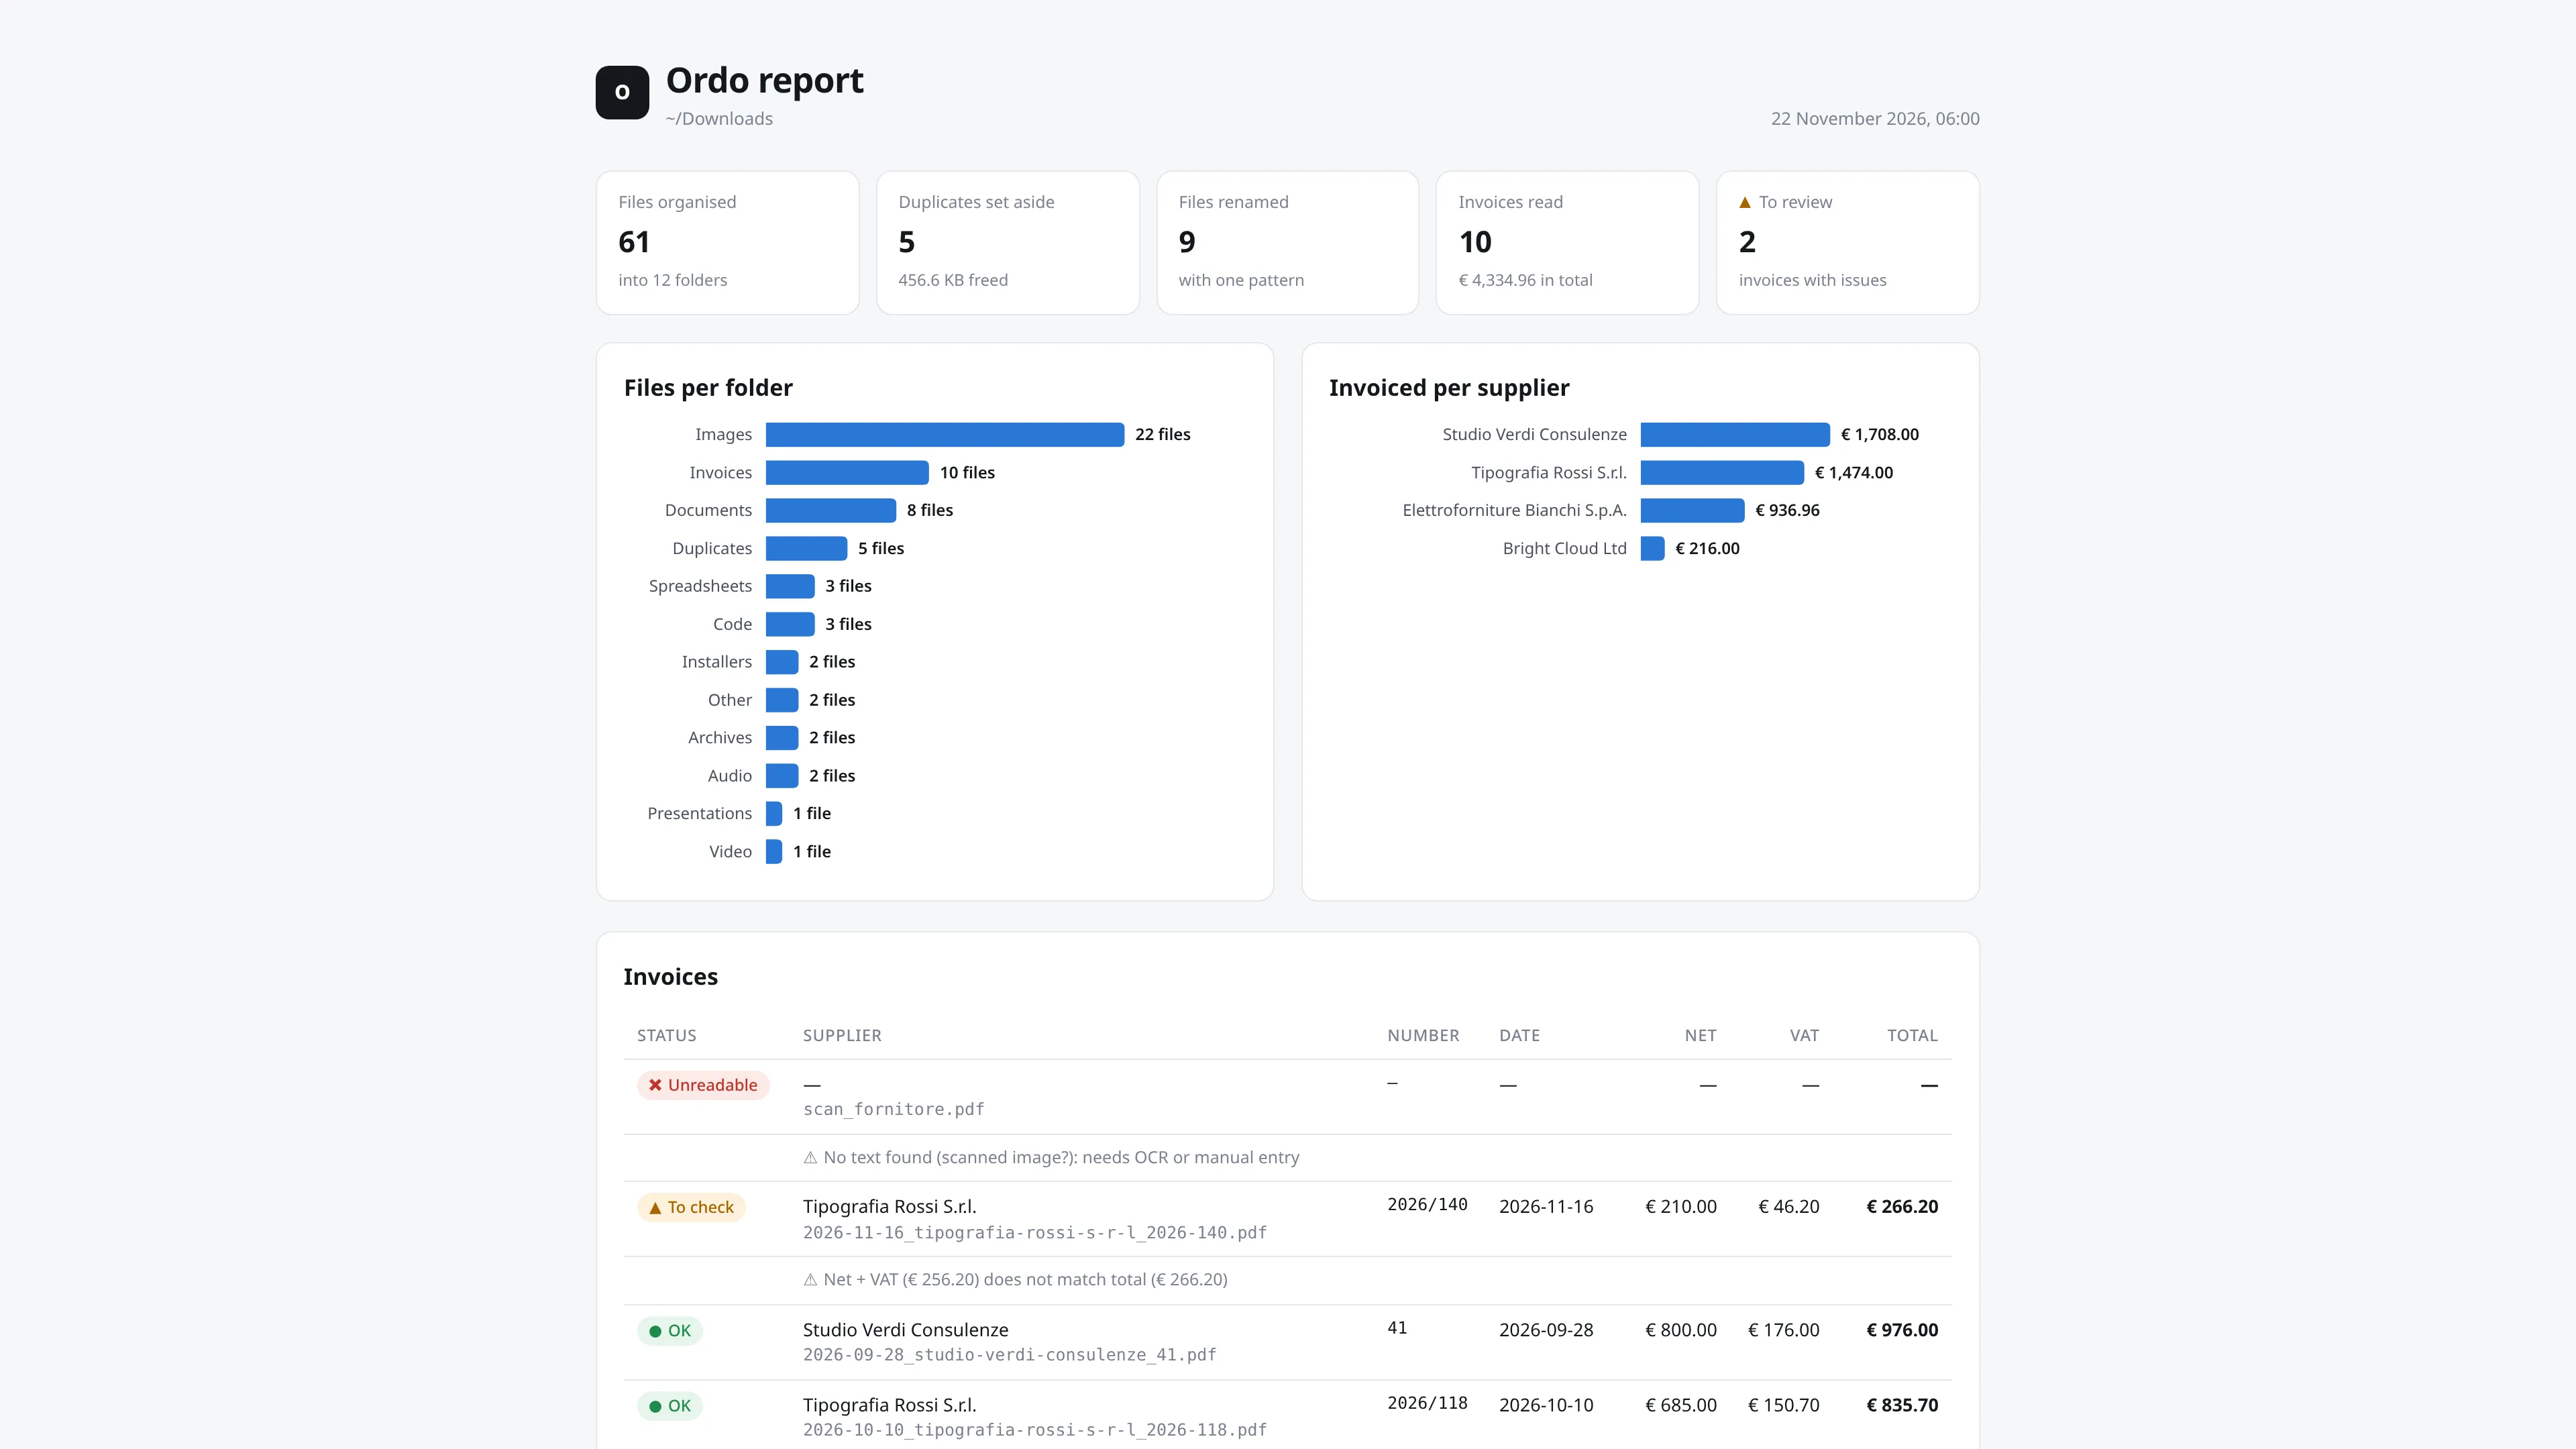 O
Ordo report
~/Downloads
22 November 2026, 06:00
Files organised
61
into 12 folders
Duplicates set aside
5
456.6 KB freed
Files renamed
9
with one pattern
Invoices read
10
€ 4,334.96 in total
▲ To review
2
invoices with issues
Files per folder
Images 22 files
Invoices 10 files
Documents 8 files
Duplicates 5 files
Spreadsheets 3 files
Code 3 files
Installers 2 files
Other 2 files
Archives 2 files
Audio 2 files
Presentations 1 file
Video 1 file
Invoiced per supplier
Studio Verdi Consulenze € 1,708.00
Tipografia Rossi S.r.l. € 1,474.00
Elettroforniture Bianchi S.p.A. € 936.96
Bright Cloud Ltd € 216.00
Invoices
STATUS SUPPLIER NUMBER DATE NET VAT TOTAL
✖ Unreadable — — — — — —
scan_fornitore.pdf
⚠ No text found (scanned image?): needs OCR or manual entry
▲ To check Tipografia Rossi S.r.l. 2026/140 2026-11-16 € 210.00 € 46.20 € 266.20
2026-11-16_tipografia-rossi-s-r-l_2026-140.pdf
⚠ Net + VAT (€ 256.20) does not match total (€ 266.20)
● OK Studio Verdi Consulenze 41 2026-09-28 € 800.00 € 176.00 € 976.00
2026-09-28_studio-verdi-consulenze_41.pdf
● OK Tipografia Rossi S.r.l. 2026/118 2026-10-10 € 685.00 € 150.70 € 835.70
2026-10-10_tipografia-rossi-s-r-l_2026-118.pdf